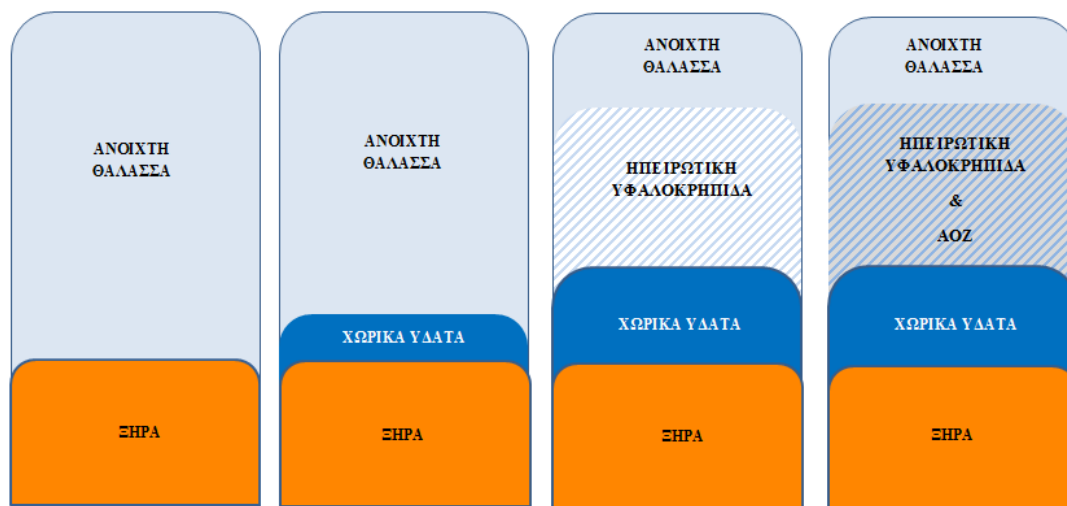 ΑΝΟΙΧΤΗ
ΘΑΛΑΣΣΑ
ΞΗΡΑ
ΑΝΟΙΧΤΗ
ΘΑΛΑΣΣΑ
ΧΩΡΙΚΑ ΥΔΑΤΑ
ΞΗΡΑ
ΑΝΟΙΧΤΗ
ΘΑΛΑΣΣΑ
ΗΠΕΙΡΩΤΙΚΗ
ΥΦΑΛΟΚΡΗΠΙΔΑ
ΧΩΡΙΚΑ ΥΔΑΤΑ
ΞΗΡΑ
ΑΝΟΙΧΤΗ
ΘΑΛΑΣΣΑ
ΗΠΕΙΡΩΤΙΚΗ
ΥΦΑΛΟΚΡΗΠΙΔΑ
&
ΑΟΖ
ΧΩΡΙΚΑ ΥΔΑΤΑ
ΞΗΡΑ